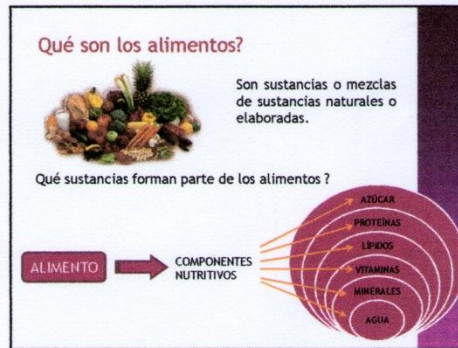 Qué son los alimentos?
Son sustancias o mezclas
de sustancias naturales o
elaboradas.
Qué sustancias forman parte de los alimentos ?
ALIMENTO
COMPONENTES
NUTRITIVOS
AZÚCAR
PROTEÍNAS
LÍPIDOS
VITAMINAS
MINERALES
AGUA